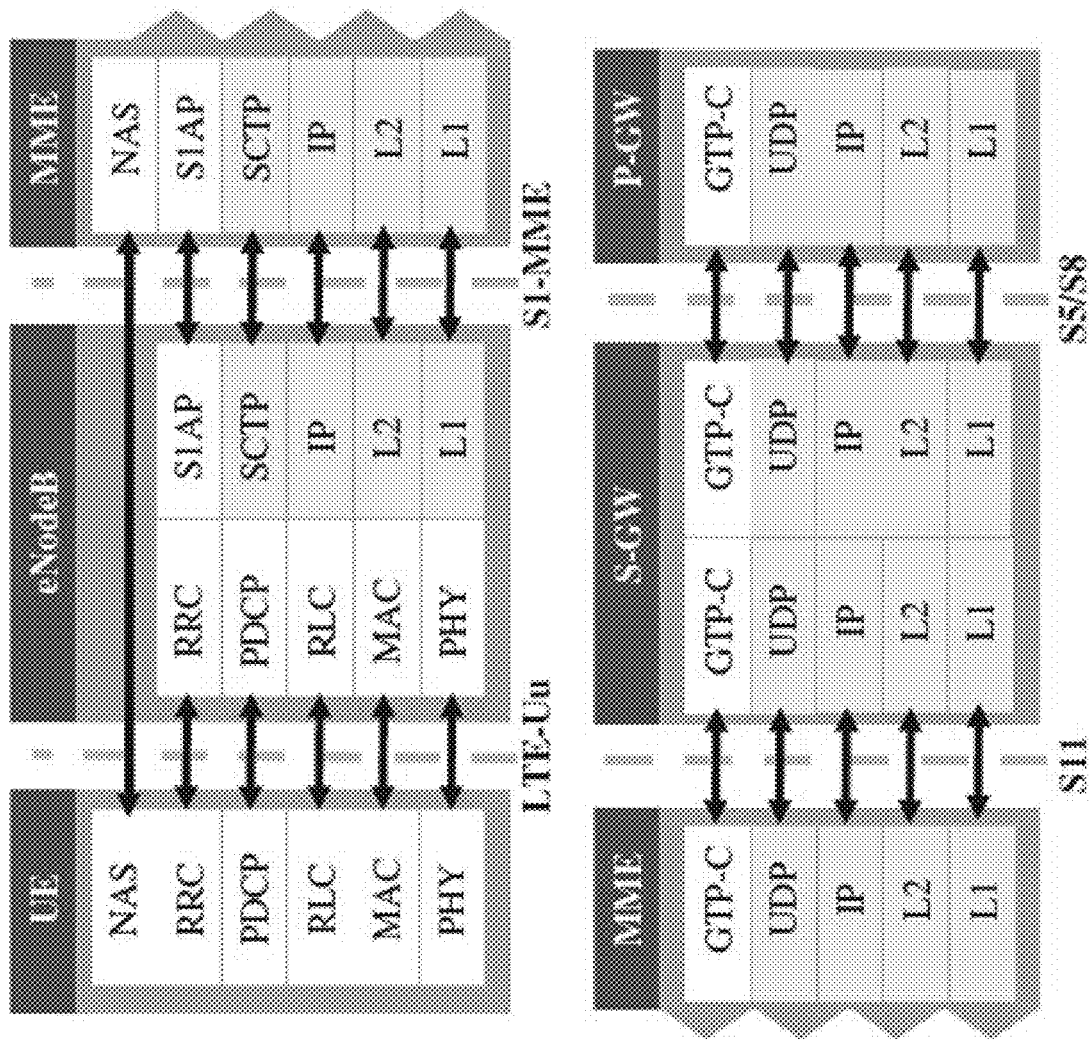 UE eNodeB MME
NAS NAS
RRC RRC S1AP S1AP
PDCP PDCP SCTP SCTP
RLC RLC IP IP
MAC MAC L2 L2
PHY PHY L1 L1
LTE-Uu S1-MME
MME S-GW P-GW
GTP-C GTP-C GTP-C GTP-C
UDP UDP UDP UDP
IP IP IP IP
L2 L2 L2 L2
L1 L1 L1 L1
S11 S5/S8